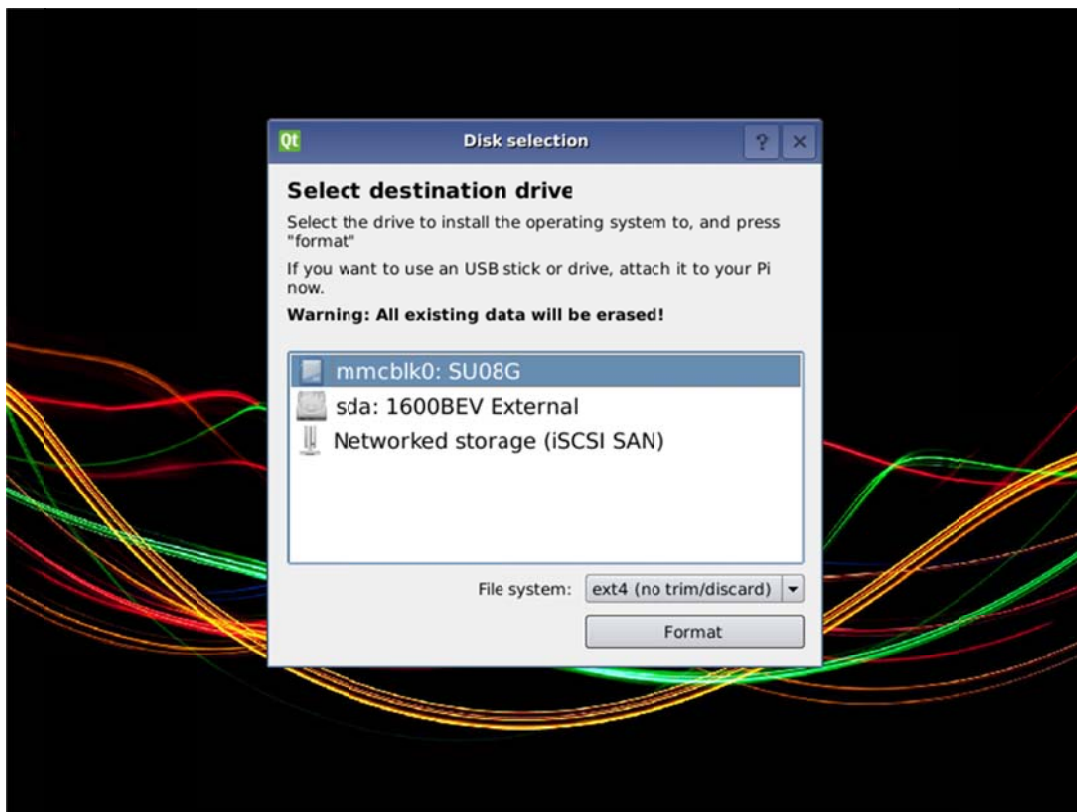 Qt
Disk selection
?
Select destination drive
Select the drive to install the operating system to, and press
"format"
If you want to use an USB stick or drive, attach it to your Pi
now.
Warning: All existing data will be erased!
mmcblk0: SU08G
sda: 1600BEV External
Networked storage (iSCSI SAN)
File system: ext4 (no trim/discard)
Format